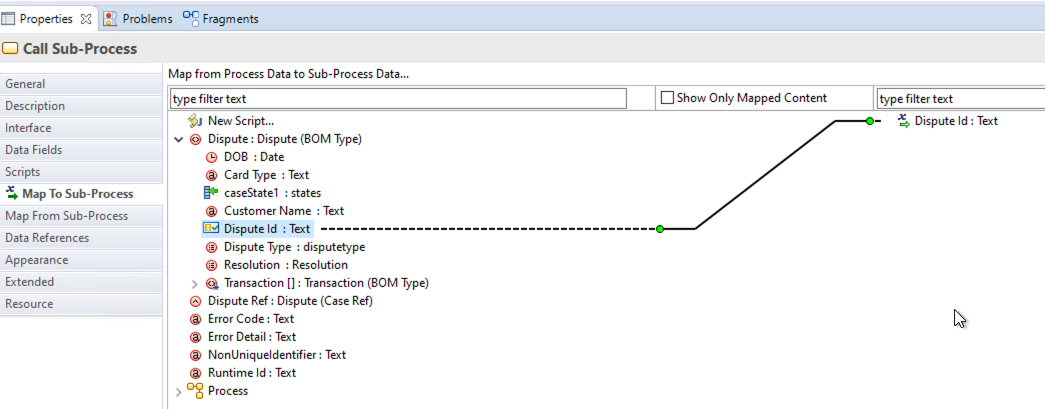 Properties Problems Fragments
Call Sub-Process
General
Description
Interface
Data Fields
Scripts
Map To Sub-Process
Map From Sub-Process
Data References
Appearance
Extended
Resource
Map from Process Data to Sub-Process Data...
type filter text
Show Only Mapped Content
type filter text
New Script...
Dispute : Dispute (BOM Type)
DOB : Date
Card Type : Text
caseState1 : states
Customer Name : Text
Dispute Id : Text
Dispute Type : disputetype
Resolution : Resolution
Transaction [] : Transaction (BOM Type)
Dispute Ref : Dispute (Case Ref)
Error Code : Text
Error Detail : Text
NonUniqueIdentifier : Text
Runtime Id : Text
Process
Dispute Id : Text